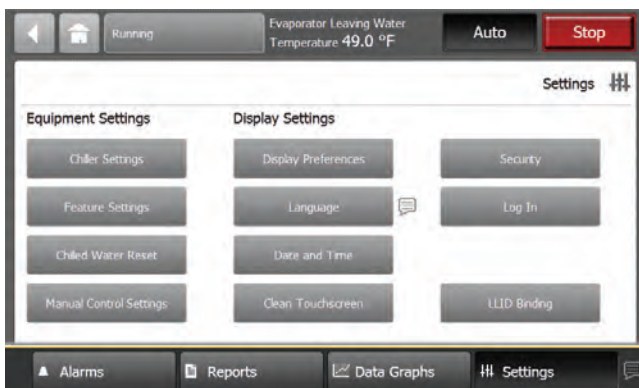 Running
Evaporator Leaving Water
Temperature 49.0 °F
Auto
Stop
Settings
Equipment Settings
Display Settings
Chiller Settings
Display Preferences
Security
Feature Settings
Language
Log In
Chilled Water Reset
Date and Time
Manual Control Settings
Clean Touchscreen
LLID Binding
Alarms
Reports
Data Graphs
Settings